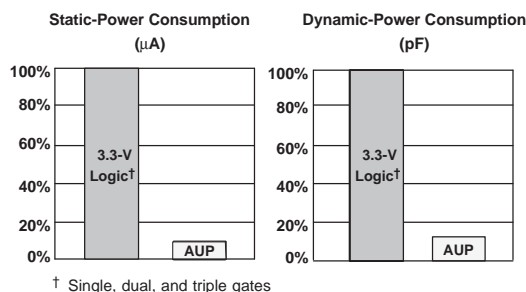 Static-Power Consumption
(μA)
100%
80%
60%
40%
20%
0%
3.3-V
Logic†
AUP
Dynamic-Power Consumption
(pF)
100%
80%
60%
40%
20%
0%
3.3-V
Logic†
AUP
† Single, dual, and triple gates